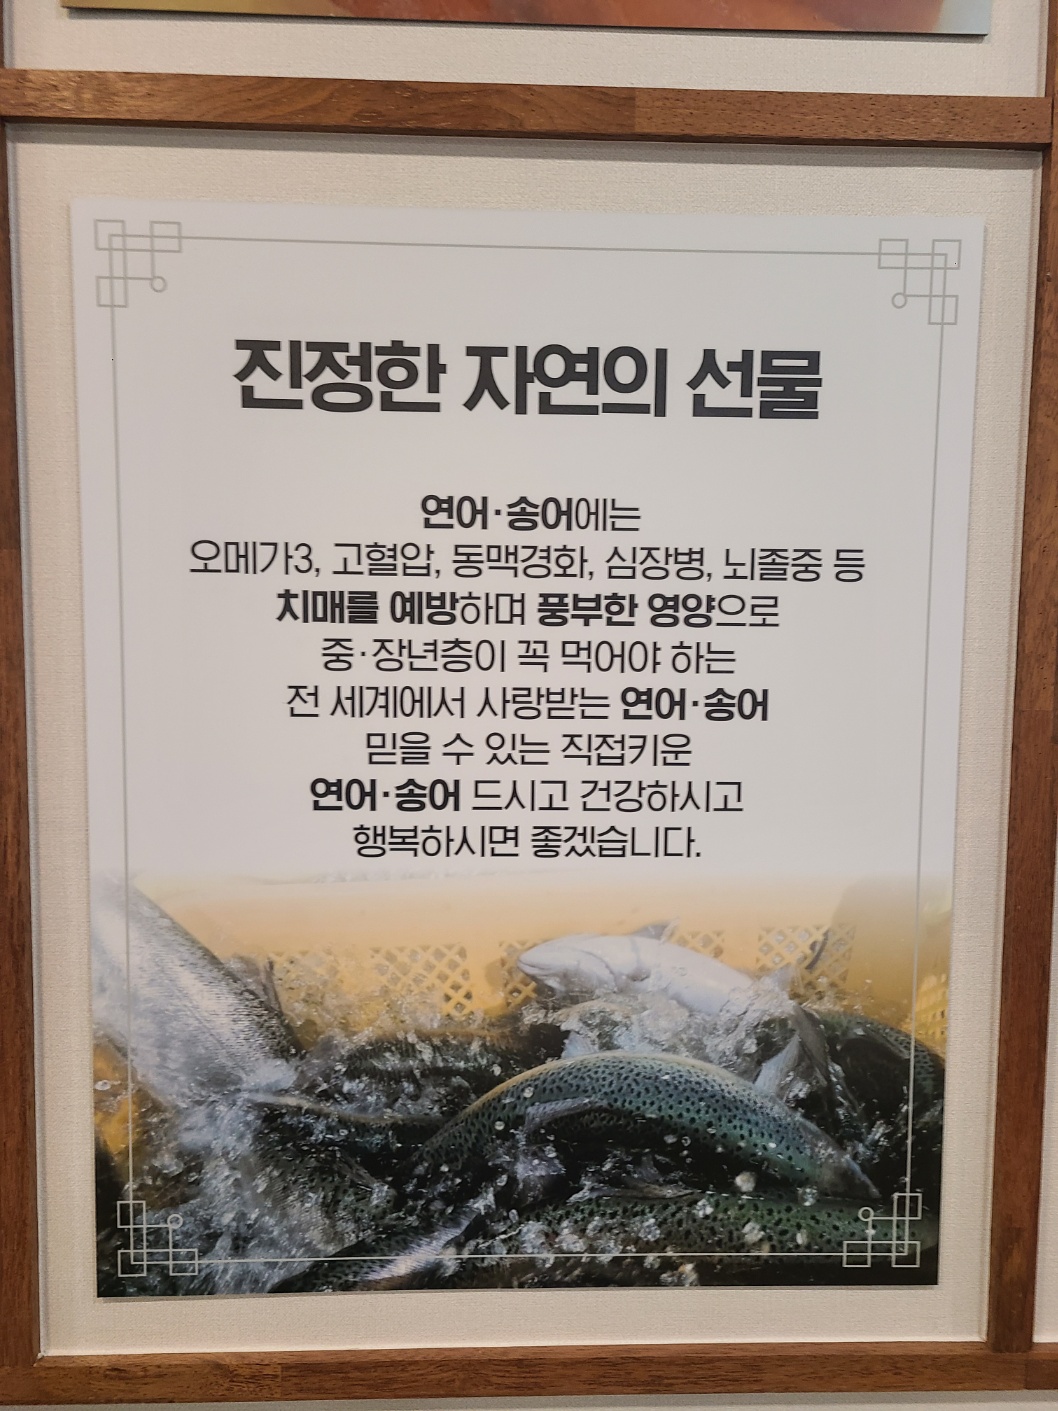 진정한 자연의 선물
연어·송어에는
오메가3, 고혈압, 동맥경화, 심장병, 뇌졸중 등
치매를 예방하며 풍부한 영양으로
중·장년층이 꼭 먹어야 하는
전 세계에서 사랑받는 연어·송어
믿을 수 있는 직접키운
연어·송어 드시고 건강하시고
행복하시면 좋겠습니다.